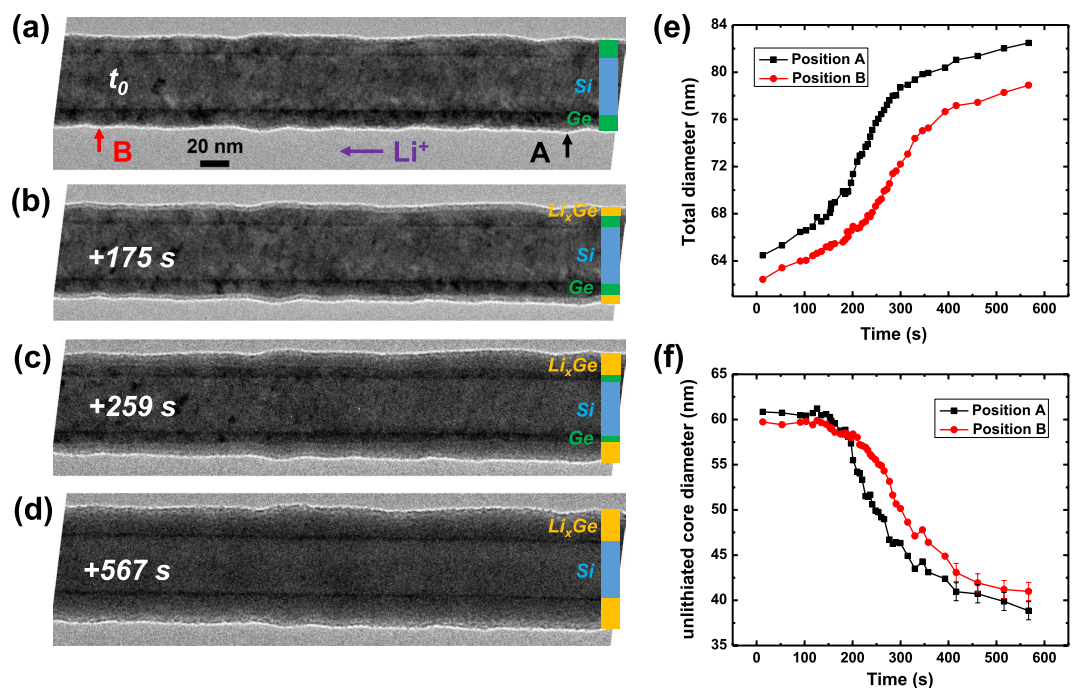 (a)
t0
Si
Ge
B
20 nm
Li+
A
(b)
+175 s
LixGe
Si
Ge
(c)
+259 s
LixGe
Si
Ge
(d)
+567 s
LixGe
Si
(e)
84
80
76
72
68
64
Total diameter (nm)
Position A
Position B
0 100 200 300 400 500 600
Time (s)
(f)
65
60
55
50
45
40
35
unlithiated core diameter (nm)
Position A
Position B
0 100 200 300 400 500 600
Time (s)